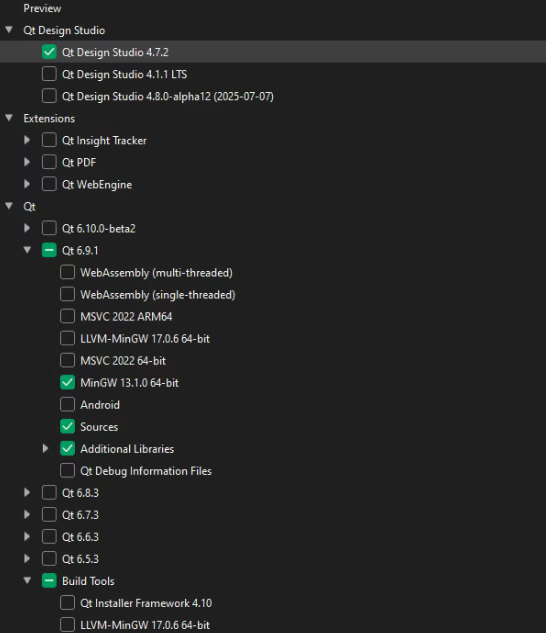 Preview
Qt Design Studio
Qt Design Studio 4.7.2
Qt Design Studio 4.1.1 LTS
Qt Design Studio 4.8.0-alpha12 (2025-07-07)
Extensions
Qt Insight Tracker
Qt PDF
Qt WebEngine
Qt
Qt 6.10.0-beta2
Qt 6.9.1
WebAssembly (multi-threaded)
WebAssembly (single-threaded)
MSVC 2022 ARM64
LLVM-MinGW 17.0.6 64-bit
MSVC 2022 64-bit
MinGW 13.1.0 64-bit
Android
Sources
Additional Libraries
Qt Debug Information Files
Qt 6.8.3
Qt 6.7.3
Qt 6.6.3
Qt 6.5.3
Build Tools
Qt Installer Framework 4.10
LLVM-MinGW 17.0.6 64-bit